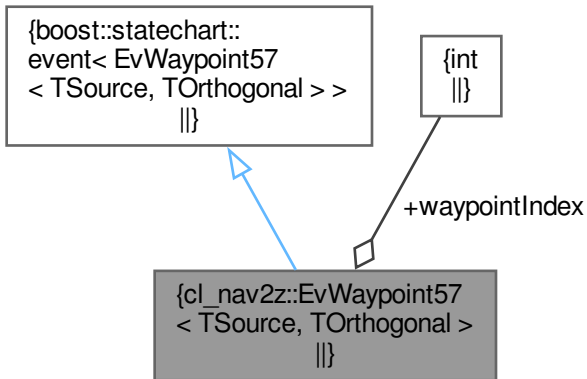 {boost::statechart::
event< EvWaypoint57
< TSource, TOrthogonal > >
||}
{int
||}
+waypointIndex
{cl_nav2z::EvWaypoint57
< TSource, TOrthogonal >
||}